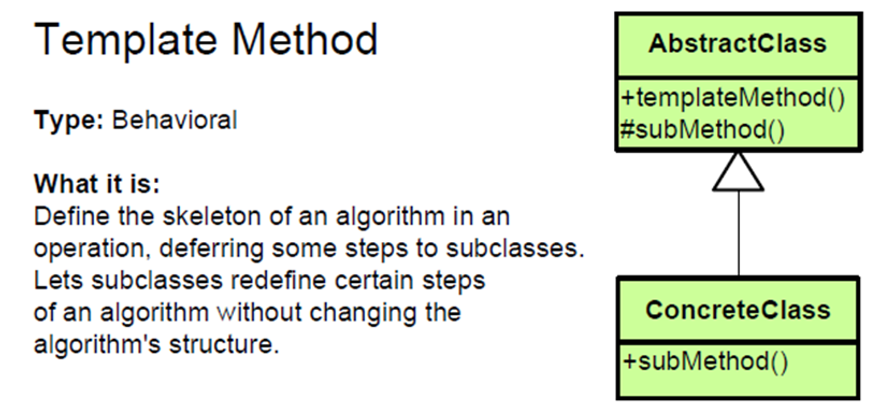 Template Method
Type: Behavioral
What it is:
Define the skeleton of an algorithm in an
operation, deferring some steps to subclasses.
Lets subclasses redefine certain steps
of an algorithm without changing the
algorithm's structure.
AbstractClass
+templateMethod()
#subMethod()
ConcreteClass
+subMethod()